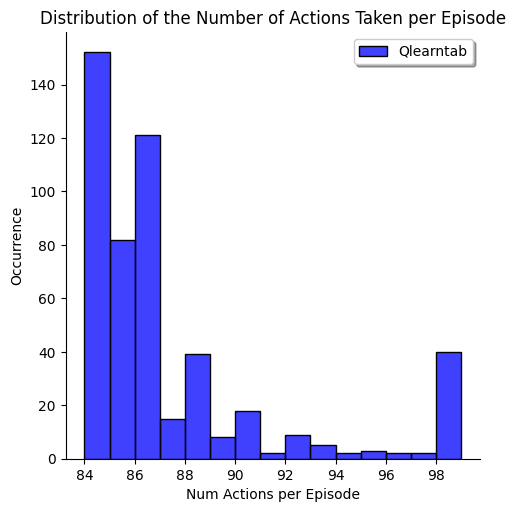 Distribution of the Number of Actions Taken per Episode
Qlearntab
140
120
100
80
60
40
20
0
Occurrence
84 86 88 90 92 94 96 98
Num Actions per Episode